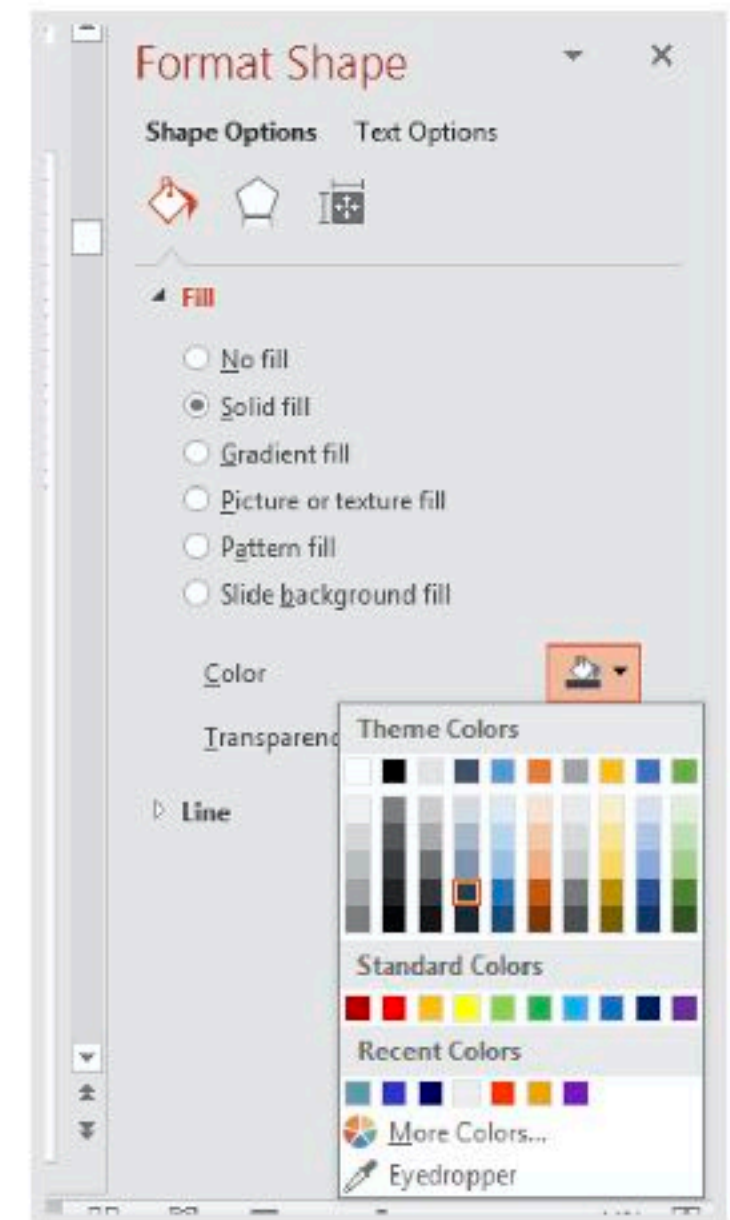 Format Shape
Shape Options Text Options
Fill
No fill
Solid fill
Gradient fill
Picture or texture fill
Pattern fill
Slide background fill
Color
Transparenc
Theme Colors
Line
Standard Colors
Recent Colors
More Colors...
Eyedropper